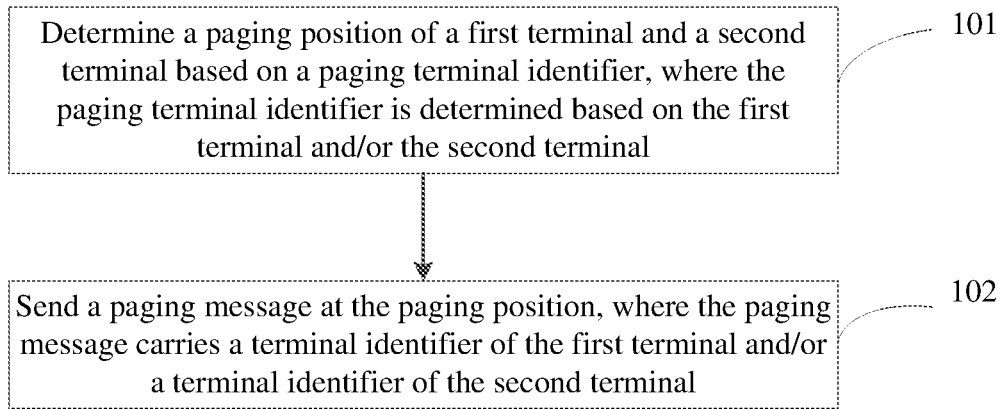 Determine a paging position of a first terminal and a second
terminal based on a paging terminal identifier, where the
paging terminal identifier is determined based on the first
terminal and/or the second terminal
101
Send a paging message at the paging position, where the paging
message carries a terminal identifier of the first terminal and/or
a terminal identifier of the second terminal
102